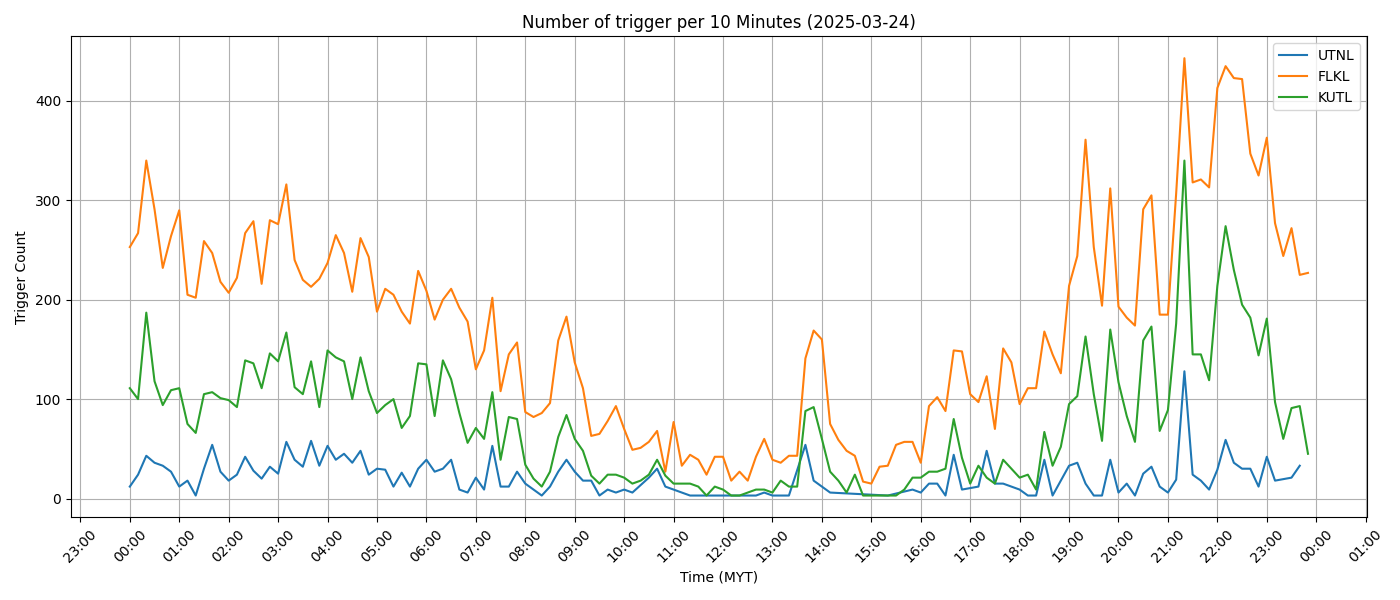 Number of trigger per 10 Minutes (2025-03-24)
UTNL
FLKL
KUTL
Trigger Count
400
300
200
100
0
23:00 00:00 01:00 02:00 03:00 04:00 05:00 06:00 07:00 08:00 09:00 10:00 11:00 12:00 13:00 14:00 15:00 16:00 17:00 18:00 19:00 20:00 21:00 22:00 23:00 00:00 01:00
Time (MYT)